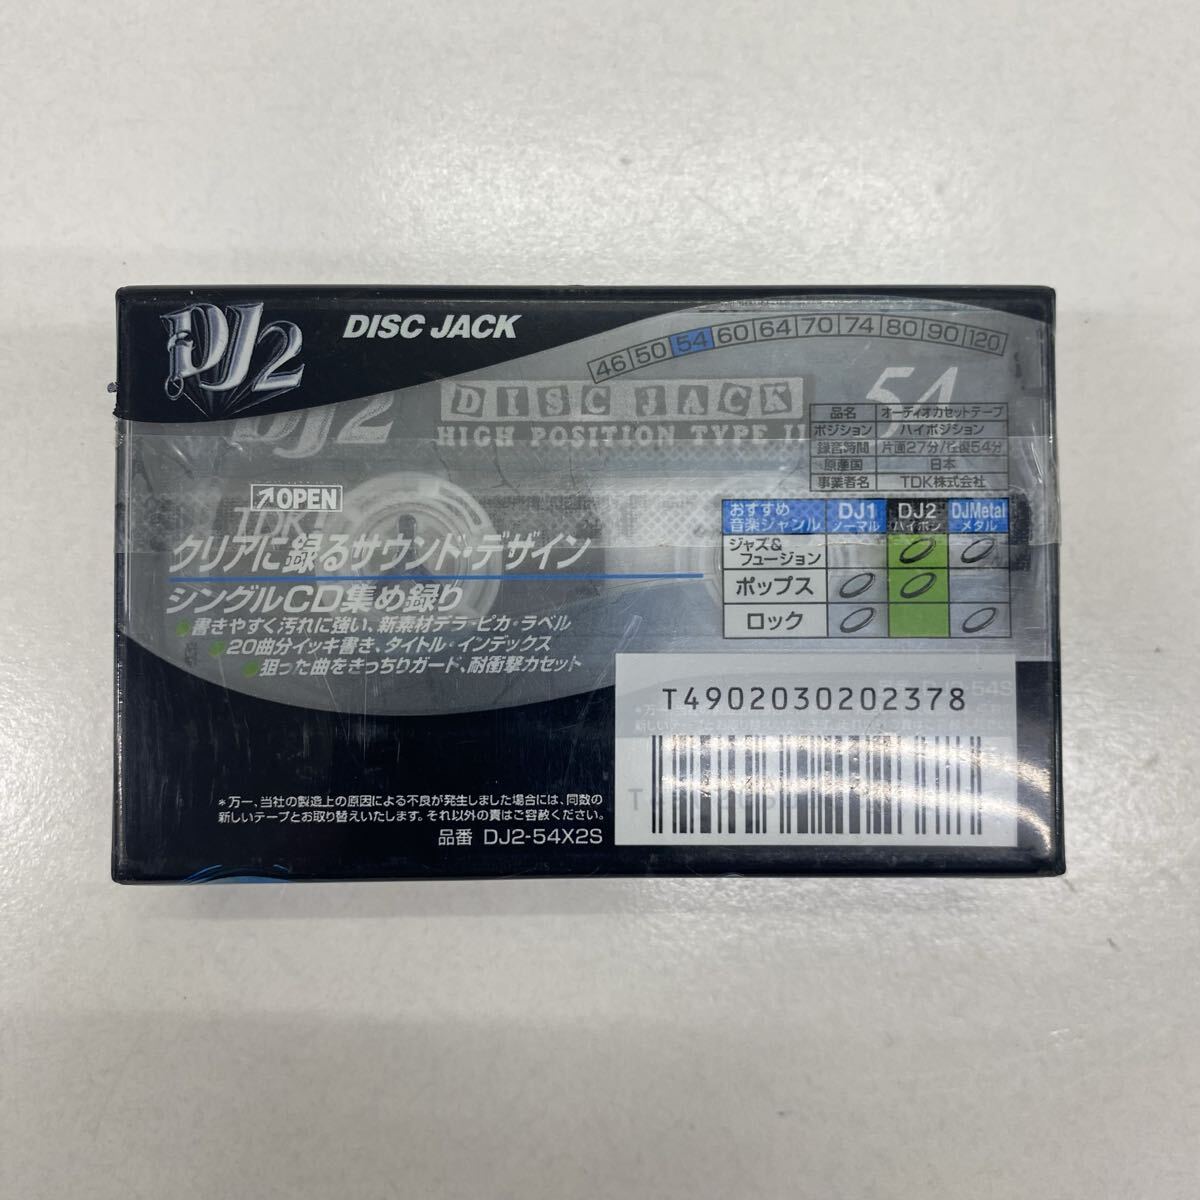 DJ2
DISC JACK
46 50 54 60 64 70 74 80 90 120
DJ2
DISC JACK
HIGH POSITION TYPE II
54
品名 オーディオカセットテープ
ポジション ハイポジション
録音時間 片面27分/往復54分
原産国 日本
事業者名 TDK株式会社
OPEN
TDK
クリアに録るサウンド・デザイン
シングルCD集め録り
書きやすく汚れに強い、新素材デラ・ピカ・ラベル
20曲分イッキ書き、タイトル・インデックス
狙った曲をきっちりガード、耐衝撃カセット
おすすめ音楽ジャンル DJ1 ノーマル DJ2 ハイポジ DJMetal メタル
ジャズ&フュージョン
ポップス
ロック
T4902030202378
*万一、当社の製造上の原因による不良が発生しました場合には、同数の
新しいテープとお取り替えいたします。それ以外の責はご容赦ください。
品番 DJ2-54X2S